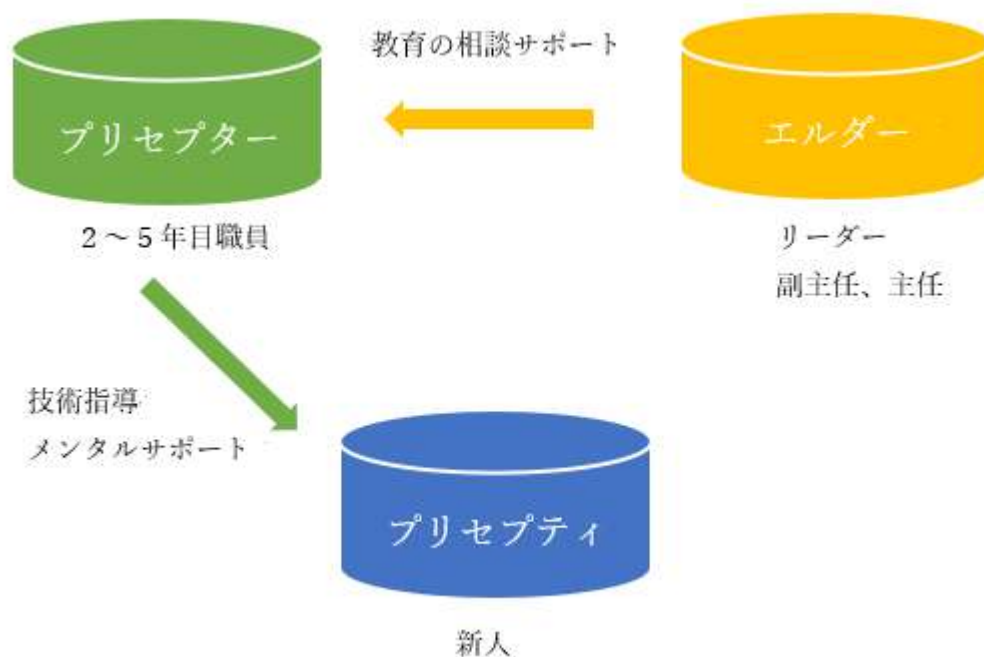 教育の相談サポート
プリセプター
エルダー
2～5年目職員
リーダー
副主任、主任
技術指導
メンタルサポート
プリセプティ
新人